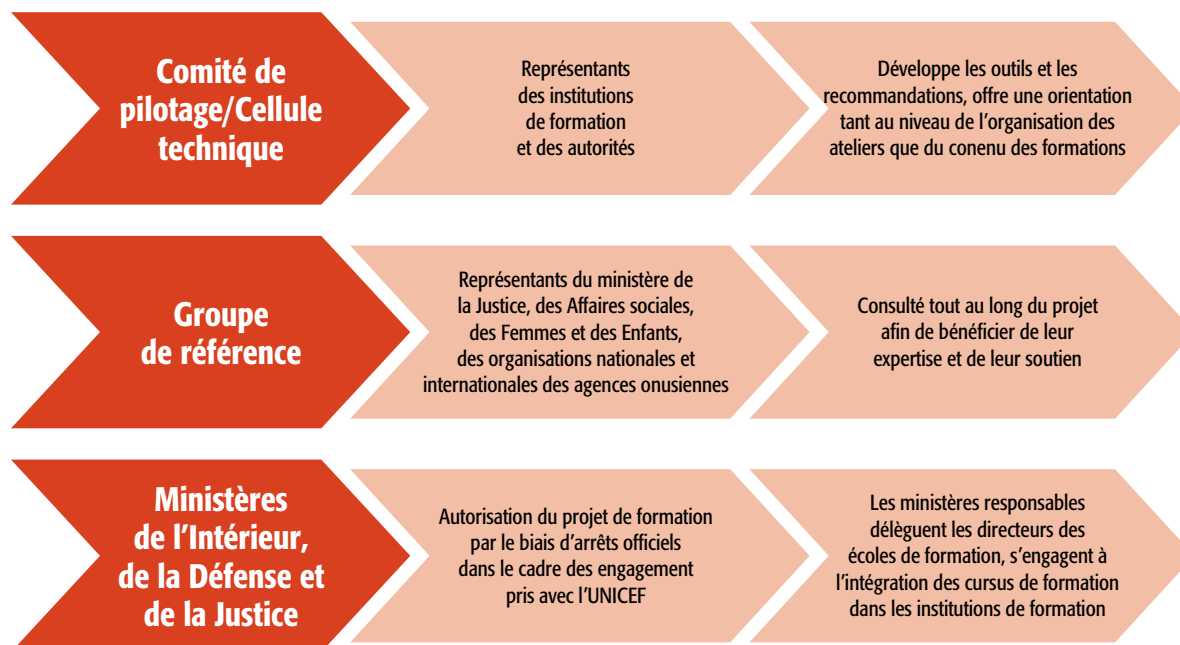 Comité de
pilotage/Cellule
technique
Représentants
des institutions
de formation
et des autorités
Développe les outils et les
recommandations, offre une orientation
tant au niveau de l'organisation des
ateliers que du conenu des formations
Groupe
de référence
Représentants du ministère de
la Justice, des Affaires sociales,
des Femmes et des Enfants,
des organisations nationales et
internationales des agences onusiennes
Consulté tout au long du projet
afin de bénéficier de leur
expertise et de leur soutien
Ministères
de l'Intérieur,
de la Défense et
de la Justice
Autorisation du projet de formation
par le biais d'arrêts officiels
dans le cadre des engagement
pris avec l'UNICEF
Les ministères responsables
délèguent les directeurs des
écoles de formation, s'engagent à
l'intégration des cursus de formation
dans les institutions de formation